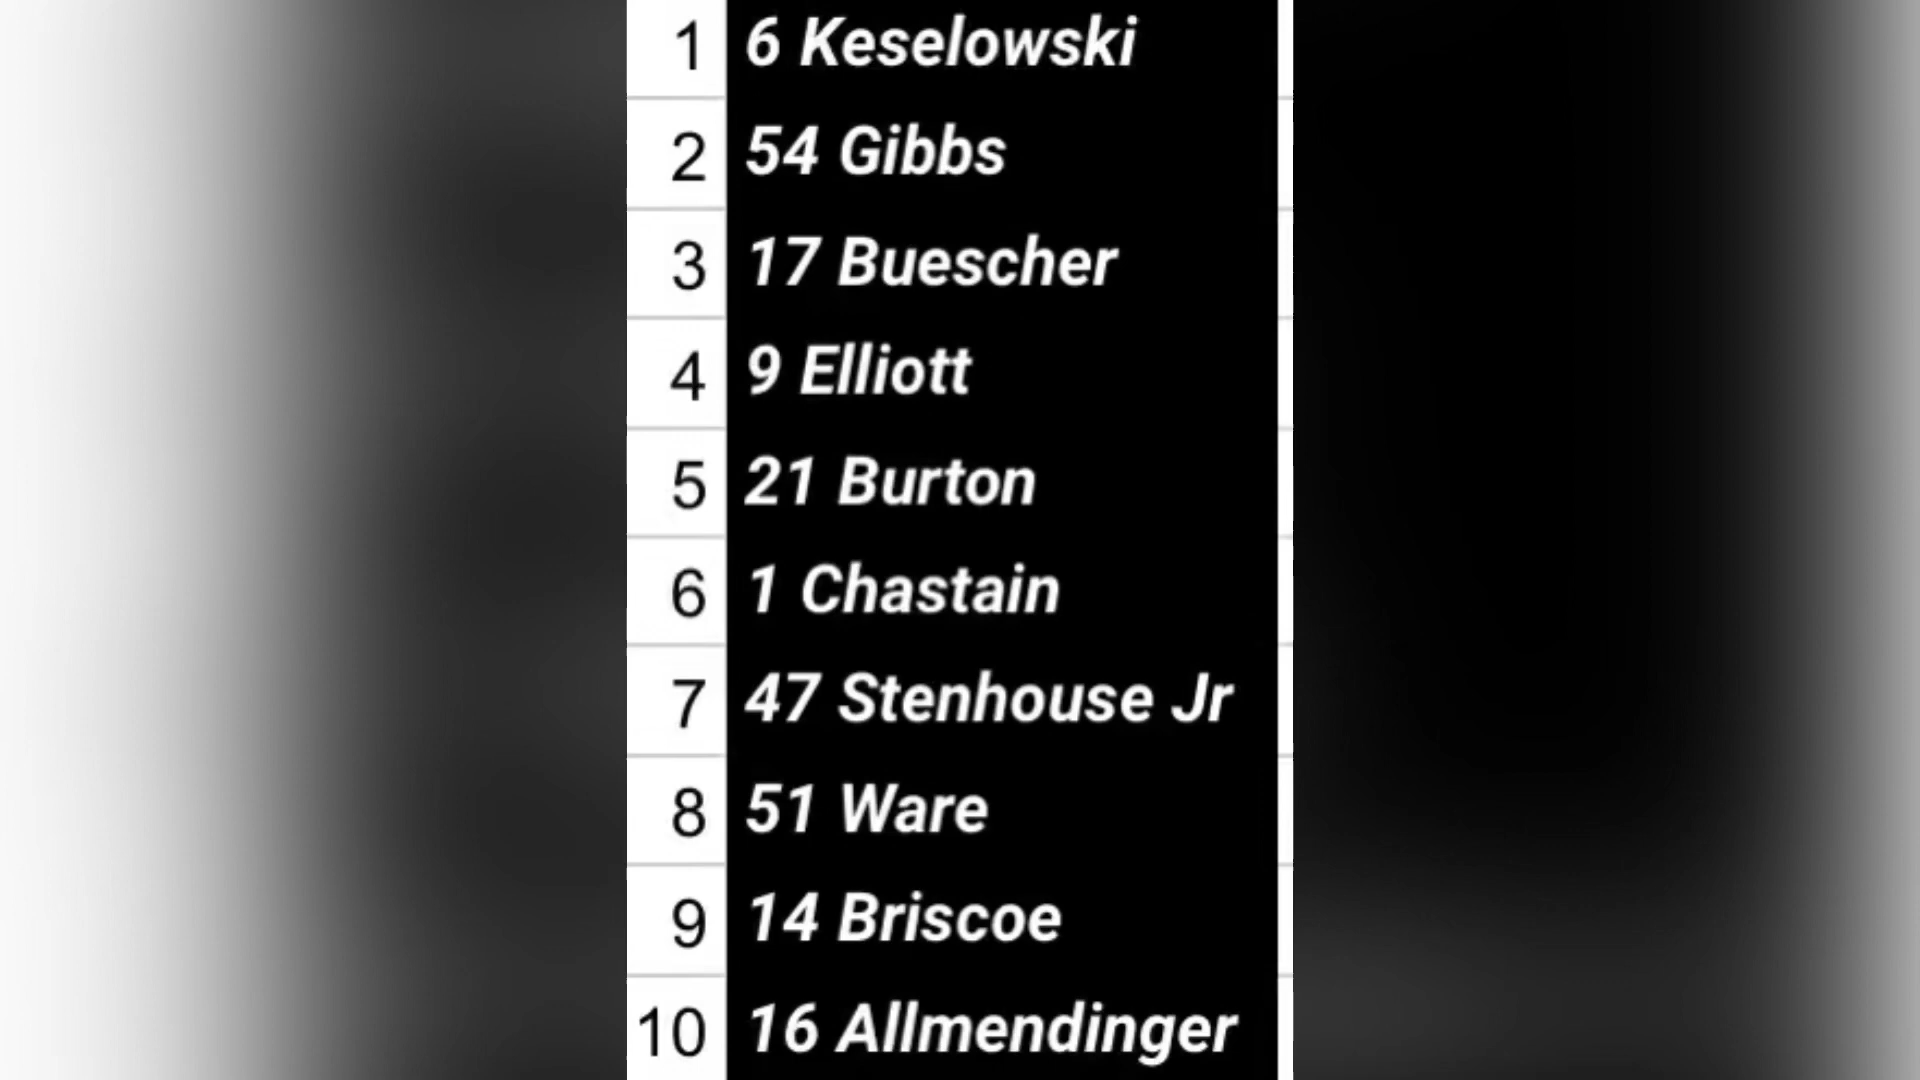 1 6 Keselowski
2 54 Gibbs
3 17 Buescher
4 9 Elliott
5 21 Burton
6 1 Chastain
7 47 Stenhouse Jr
8 51 Ware
9 14 Briscoe
10 16 Allmendinger